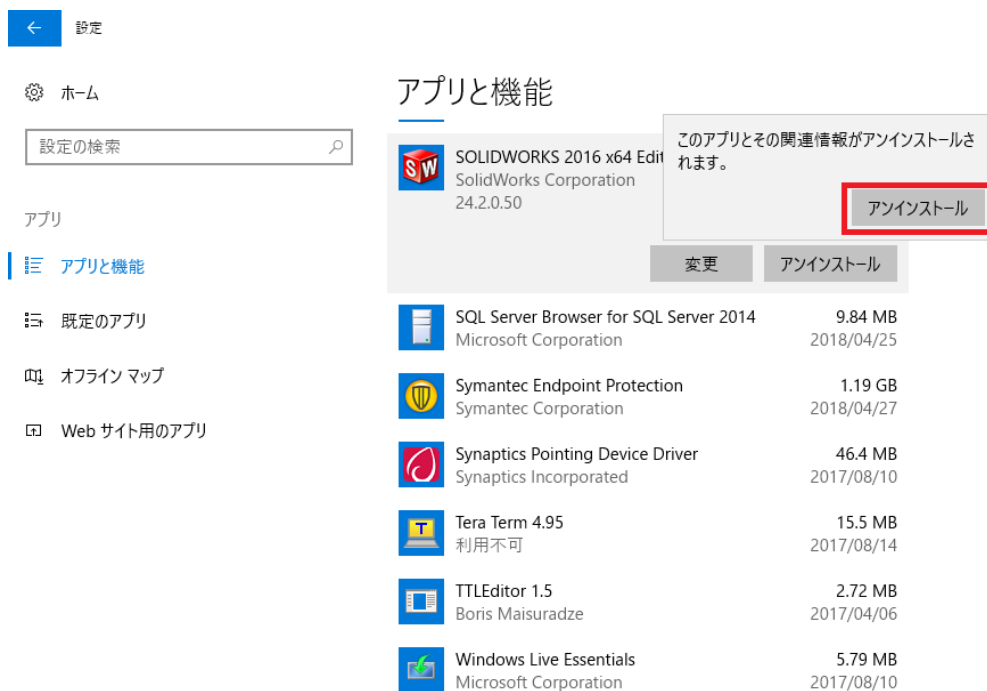 設定
ホーム
設定の検索
アプリ
アプリと機能
既定のアプリ
オフライン マップ
Web サイト用のアプリ
アプリと機能
SOLIDWORKS 2016 x64 Edit
SolidWorks Corporation
24.2.0.50
このアプリとその関連情報がアンインストールさ
れます。
アンインストール
変更 アンインストール
SQL Server Browser for SQL Server 2014 9.84 MB
Microsoft Corporation 2018/04/25
Symantec Endpoint Protection 1.19 GB
Symantec Corporation 2018/04/27
Synaptics Pointing Device Driver 46.4 MB
Synaptics Incorporated 2017/08/10
Tera Term 4.95 15.5 MB
利用不可 2017/08/14
TTLEditor 1.5 2.72 MB
Boris Maisuradze 2017/04/06
Windows Live Essentials 5.79 MB
Microsoft Corporation 2017/08/10